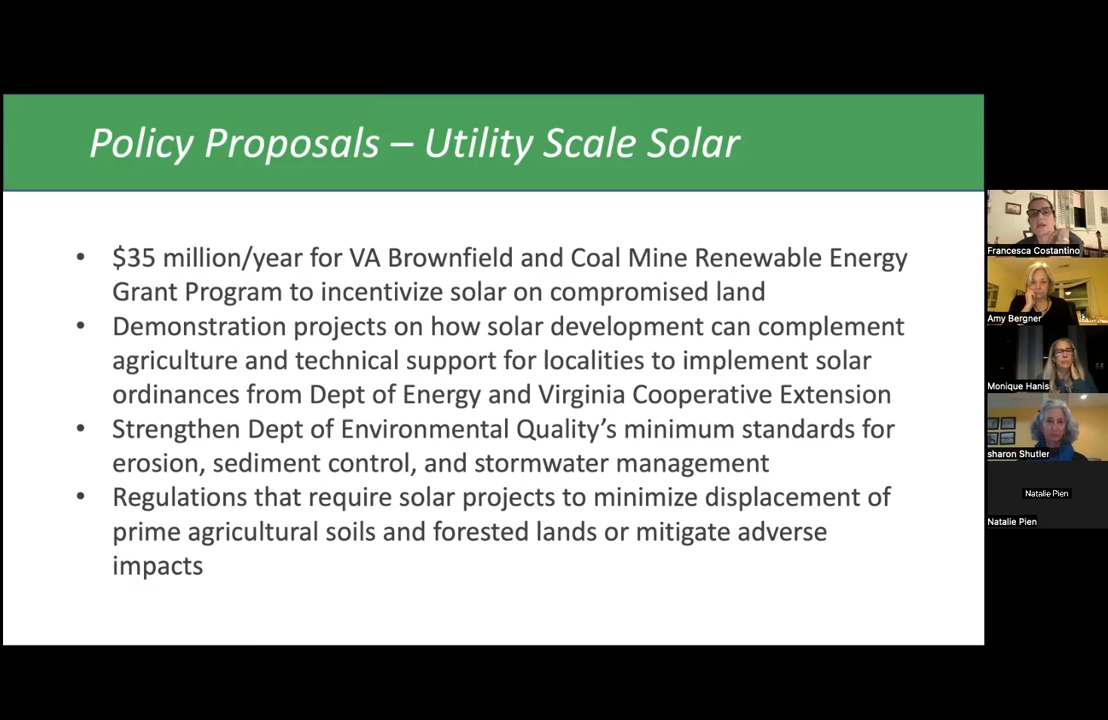 Policy Proposals – Utility Scale Solar
• $35 million/year for VA Brownfield and Coal Mine Renewable Energy
Grant Program to incentivize solar on compromised land
• Demonstration projects on how solar development can complement
agriculture and technical support for localities to implement solar
ordinances from Dept of Energy and Virginia Cooperative Extension
• Strengthen Dept of Environmental Quality’s minimum standards for
erosion, sediment control, and stormwater management
• Regulations that require solar projects to minimize displacement of
prime agricultural soils and forested lands or mitigate adverse
impacts
Francesca Costantino
Amy Bergner
Monique Hanis
sharon Shutler
Natalie Pien
Natalie Pien